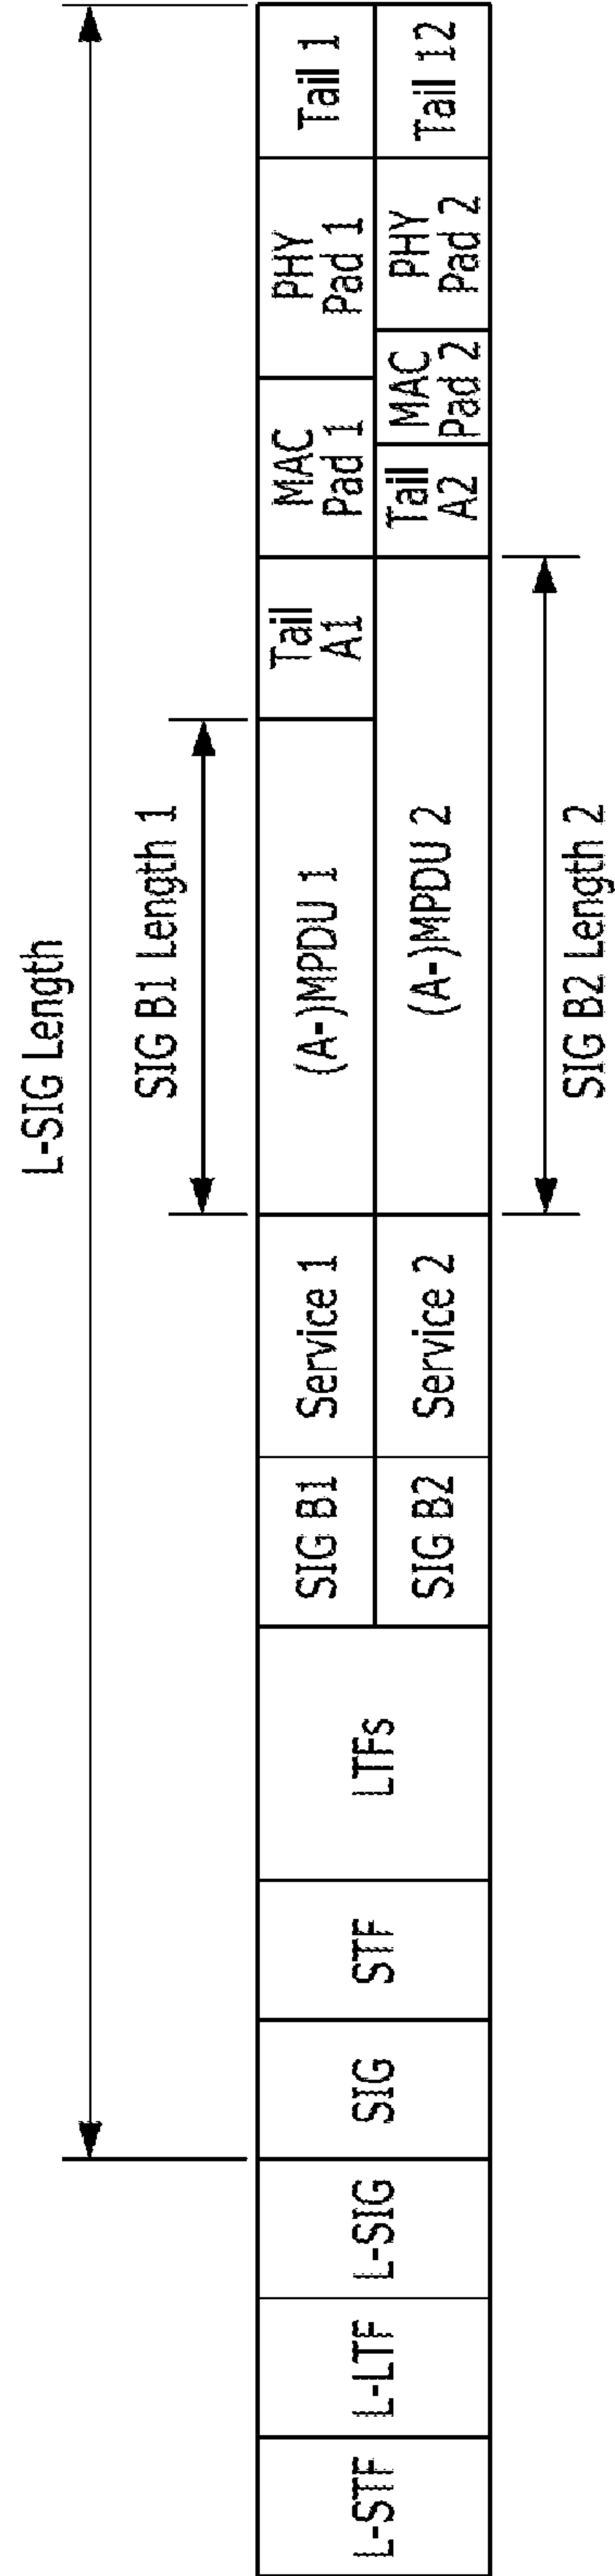 L-SIG Length
SIG B1 Length 1
L-STF
L-LTF
L-SIG
SIG
STF
LTFs
SIG B1
Service 1
(A-)MPDU 1
Tail
A1
MAC
Pad 1
PHY
Pad 1
Tail 1
SIG B2
Service 2
(A-)MPDU 2
Tail
A2
MAC
Pad 2
PHY
Pad 2
Tail 12
SIG B2 Length 2